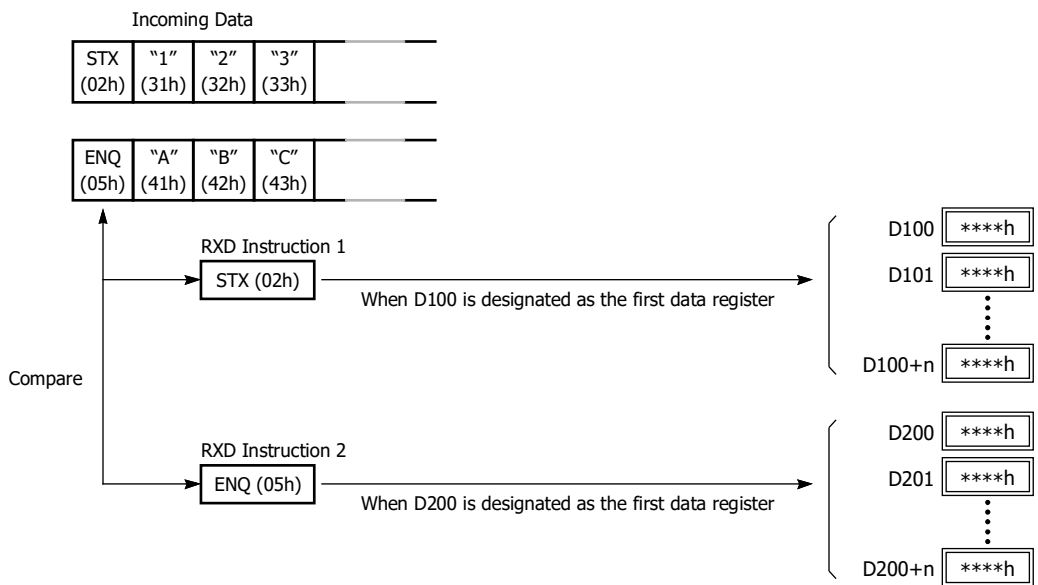 Incoming Data
STX “1” “2” “3”
(02h) (31h) (32h) (33h)
ENQ “A” “B” “C”
(05h) (41h) (42h) (43h)
RXD Instruction 1
STX (02h)
When D100 is designated as the first data register
D100 ****h
D101 ****h
D100+n ****h
Compare
RXD Instruction 2
ENQ (05h)
When D200 is designated as the first data register
D200 ****h
D201 ****h
D200+n ****h